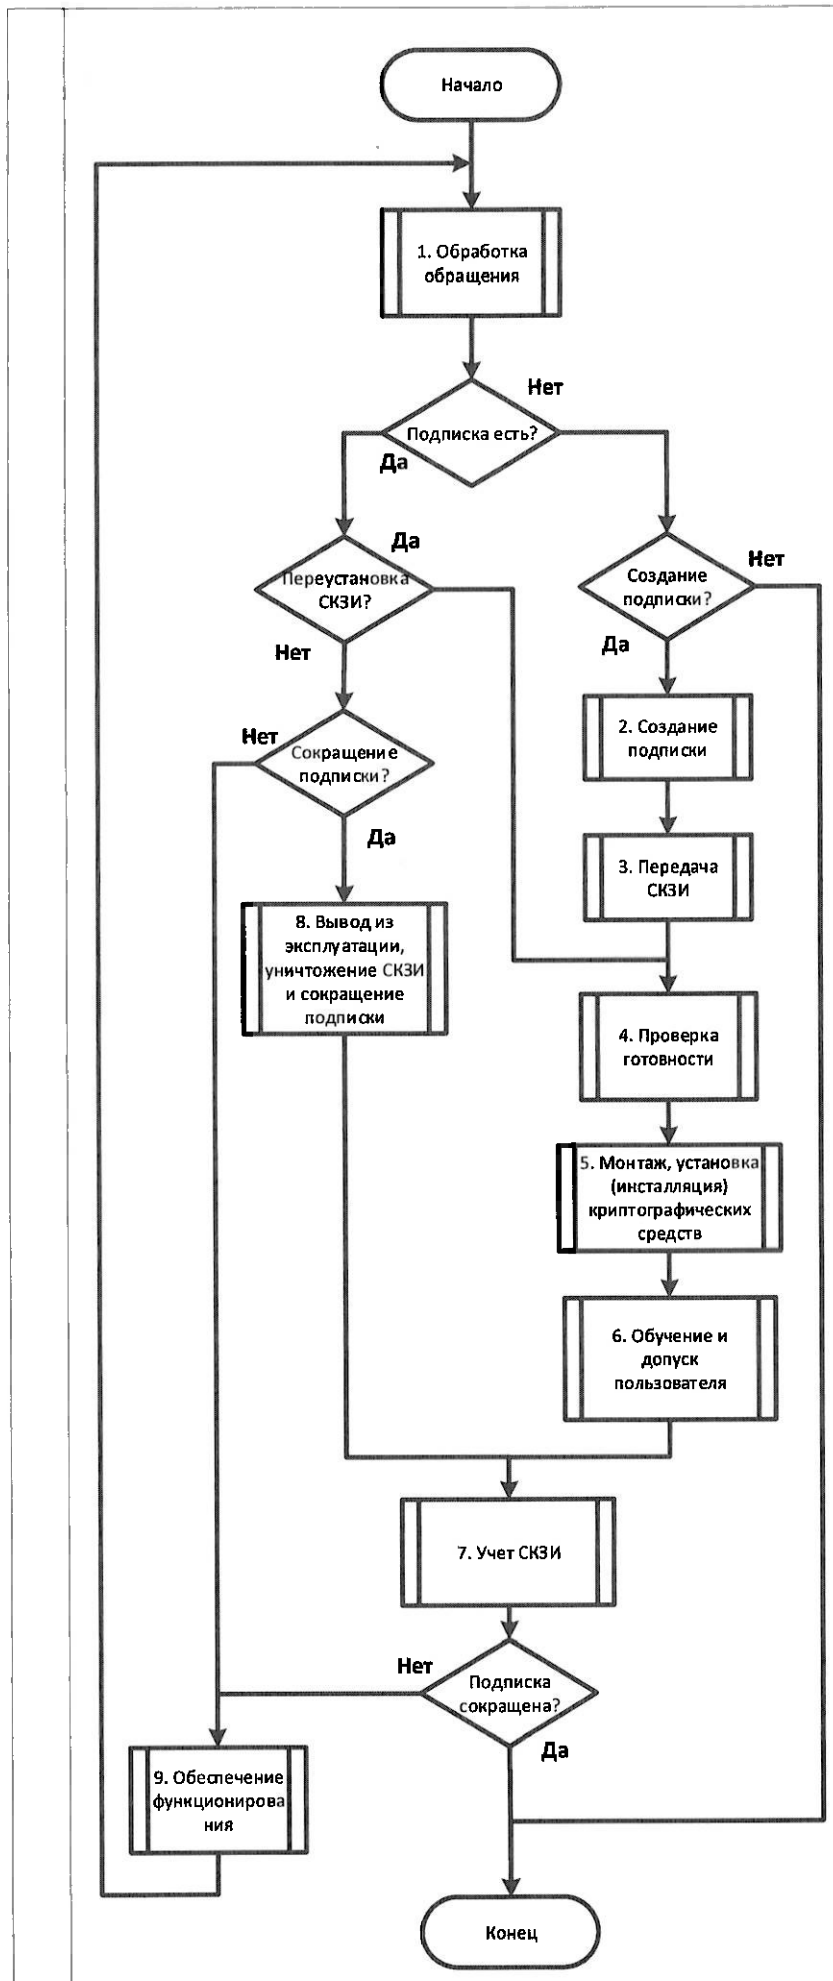 Начало
1. Обработка
обращения
Нет
Подписка есть?
Да
Да
Переустановка
СКЗИ?
Нет
Создание
подписки?
Нет
Да
Нет
Сокращение
подписки?
Да
2. Создание
подписки
3. Передача
СКЗИ
8. Вывод из
эксплуатации,
уничтожение СКЗИ
и сокращение
подписки
4. Проверка
готовности
5. Монтаж, установка
(инсталляция)
криптографических
средств
6. Обучение и
допуск
пользователя
7. Учет СКЗИ
Нет
Подписка
сокращена?
Да
9. Обеспечение
функционирова
ния
Конец